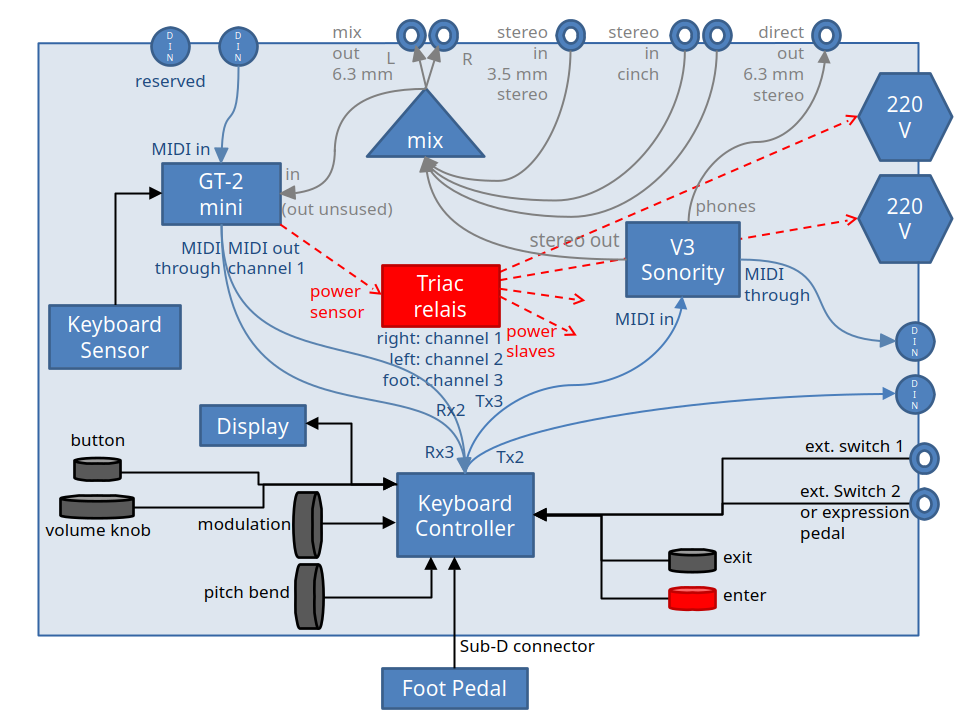 DIN
DIN
reserved
mix
out
6.3 mm
L
R
stereo
in
3.5 mm
stereo
stereo
in
cinch
direct
out
6.3 mm
stereo
220
V
220
V
mix
MIDI in
GT-2
mini
in
(out unsused)
phones
stereo out
V3
Sonority
MIDI
through
MIDI out
channel 1
MIDI
through
Triac
relais
power
sensor
power
slaves
MIDI in
Keyboard
Sensor
right: channel 1
left: channel 2
foot: channel 3
DIN
DIN
Tx3
Rx2
Rx3
Tx2
Display
button
volume knob
modulation
pitch bend
Keyboard
Controller
ext. switch 1
ext. Switch 2
or expression
pedal
exit
enter
Sub-D connector
Foot Pedal